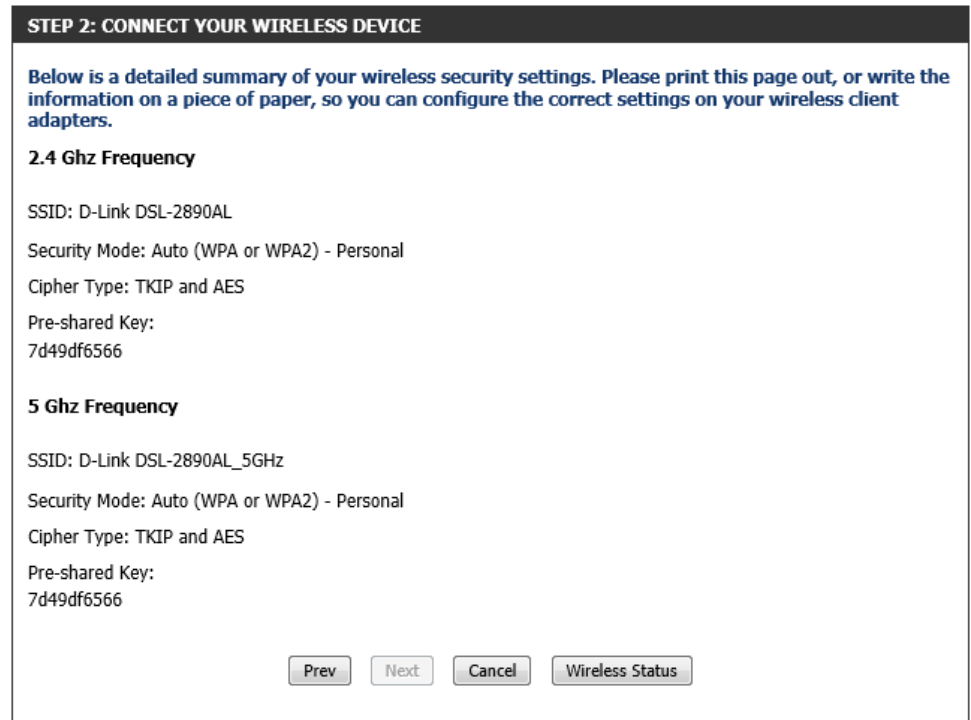 STEP 2: CONNECT YOUR WIRELESS DEVICE
Below is a detailed summary of your wireless security settings. Please print this page out, or write the
information on a piece of paper, so you can configure the correct settings on your wireless client
adapters.
2.4 Ghz Frequency
SSID: D-Link DSL-2890AL
Security Mode: Auto (WPA or WPA2) - Personal
Cipher Type: TKIP and AES
Pre-shared Key:
7d49df6566
5 Ghz Frequency
SSID: D-Link DSL-2890AL_5GHz
Security Mode: Auto (WPA or WPA2) - Personal
Cipher Type: TKIP and AES
Pre-shared Key:
7d49df6566
Prev Next Cancel Wireless Status